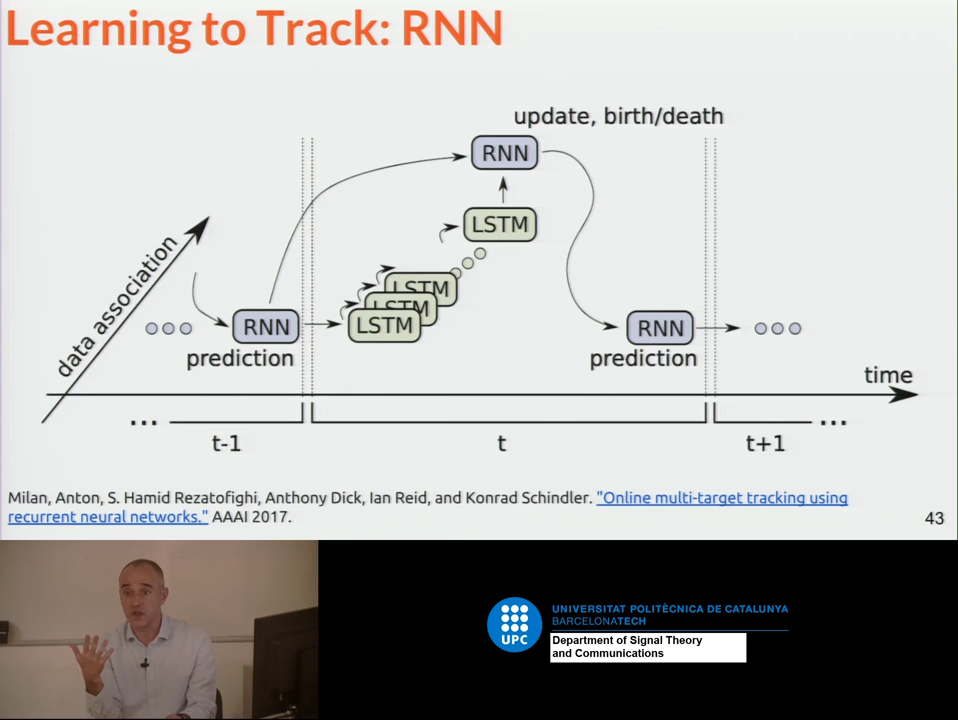 Learning to Track: RNN
update, birth/death
RNN
LSTM
data association
LSTM
LSTM
LSTM
RNN
prediction
RNN
prediction
time
...
t-1
t
t+1
...
Milan, Anton, S. Hamid Rezatofighi, Anthony Dick, Ian Reid, and Konrad Schindler. "Online multi-target tracking using
recurrent neural networks." AAAI 2017.
43
UPC
UNIVERSITAT POLITÈCNICA DE CATALUNYA
BARCELONATECH
Department of Signal Theory
and Communications